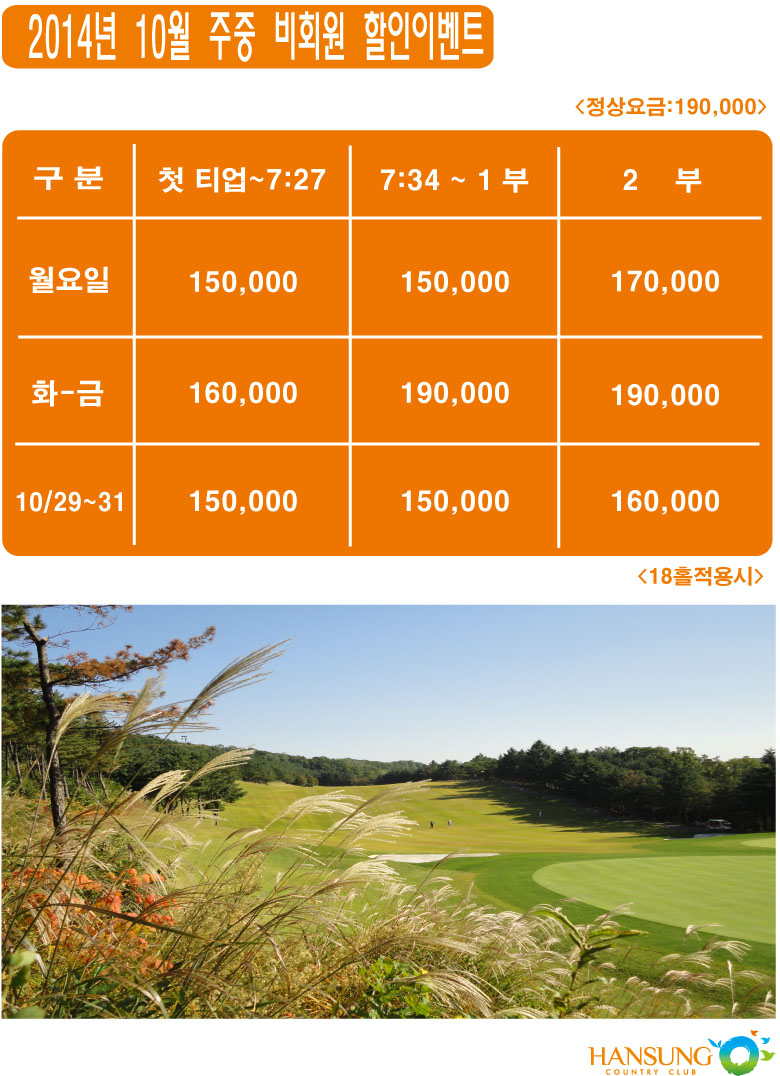 2014년 10월 주중 비회원 할인이벤트
<정상요금:190,000>
구 분 첫 티업~7:27 7:34 ~ 1 부 2 부
월요일 150,000 150,000 170,000
화-금 160,000 190,000 190,000
10/29~31 150,000 150,000 160,000
<18홀적용시>
HANSUNG
COUNTRY CLUB